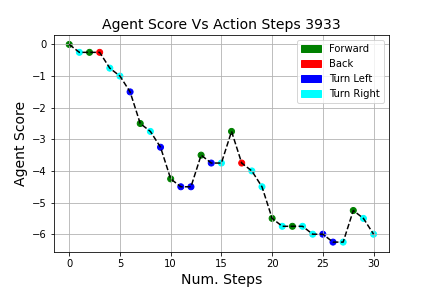 Agent Score Vs Action Steps 3933
Forward
Back
Turn Left
Turn Right
Agent Score
0
−1
−2
−3
−4
−5
−6
0 5 10 15 20 25 30
Num. Steps